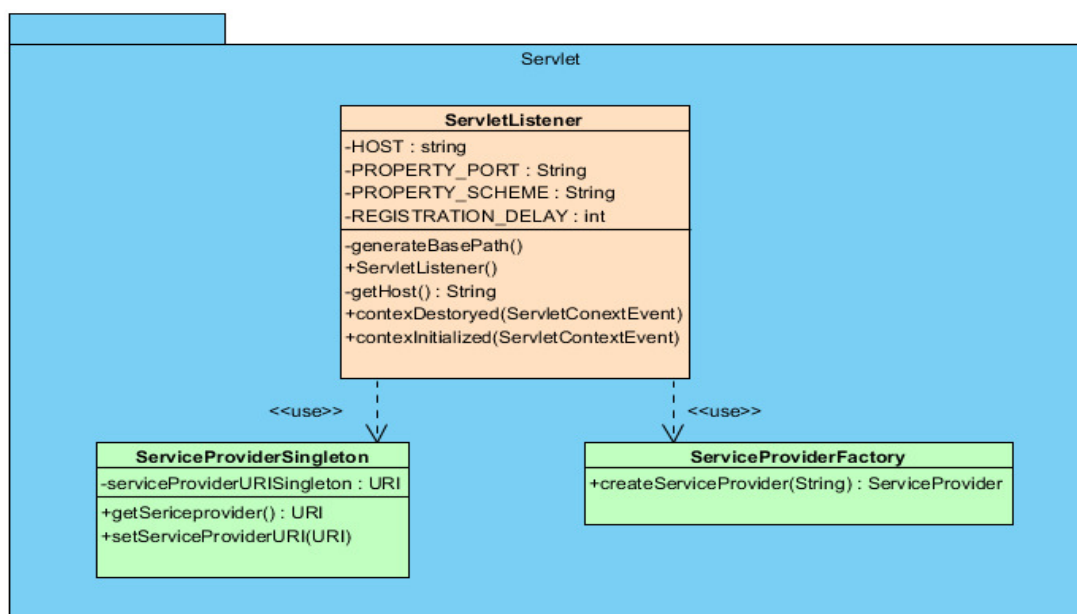 Servlet
ServletListener
-HOST : string
-PROPERTY_PORT : String
-PROPERTY_SCHEME : String
-REGISTRATION_DELAY : int
-generateBasePath()
+ServletListener()
-getHost() : String
+contexDestoryed(ServletConextEvent)
+contexInitialized(ServletContextEvent)
<<use>>
<<use>>
ServiceProviderSingleton
-serviceProviderURISingleton : URI
+getSericeprovider() : URI
+setServiceProviderURI(URI)
ServiceProviderFactory
+createServiceProvider(String) : ServiceProvider